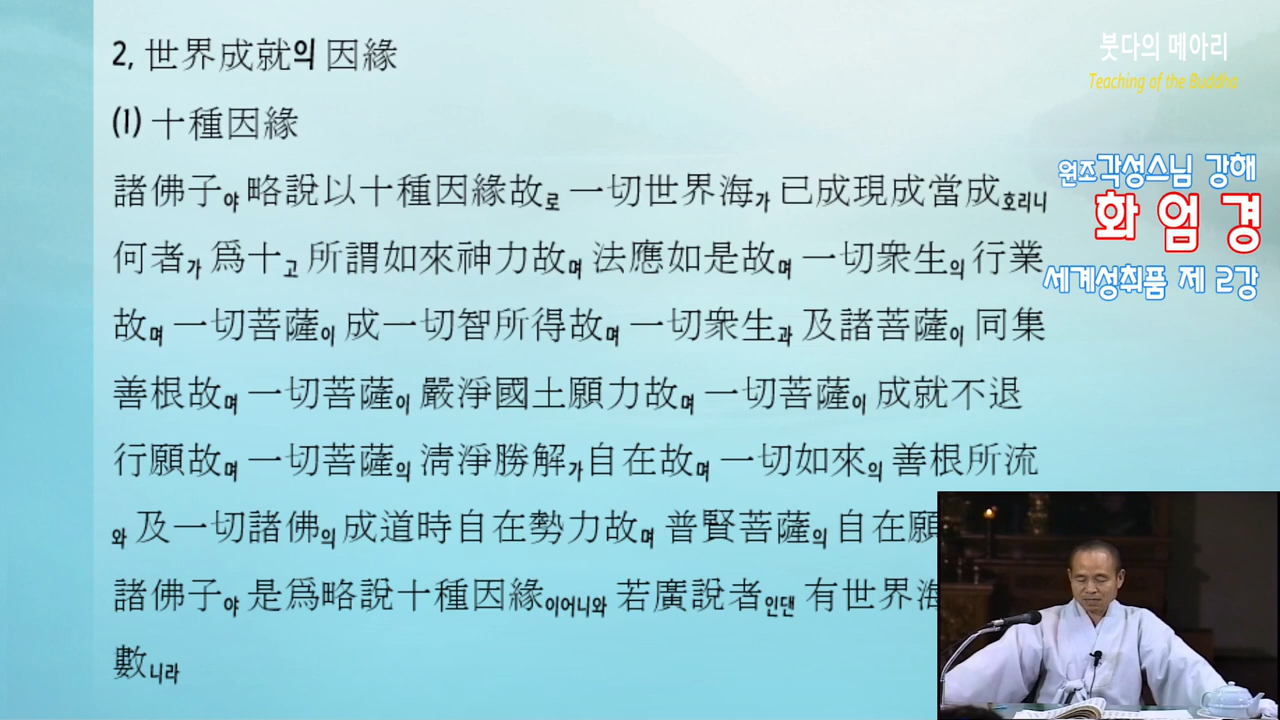 2, 世界成就의 因緣
(1) 十種因緣
諸佛子야 略說以十種因緣故로 一切世界海가 已成現成當成호리니
何者가 爲十고 所謂如來神力故며 法應如是故며 一切衆生의 行業
故며 一切菩薩이 成一切智所得故며 一切衆生과 及諸菩薩이 同集
善根故며 一切菩薩이 嚴淨國土願力故며 一切菩薩이 成就不退
行願故며 一切菩薩의 淸淨勝解가自在故며 一切如來의 善根所流
와 及一切諸佛의 成道時自在勢力故며 普賢菩薩의 自在願
諸佛子야 是爲略說十種因緣이어니와 若廣說者인댄 有世界海
數니라
붓다의 메아리
Teaching of the Buddha
원조각성스님 강해
화엄경
세계성취품 제 2강